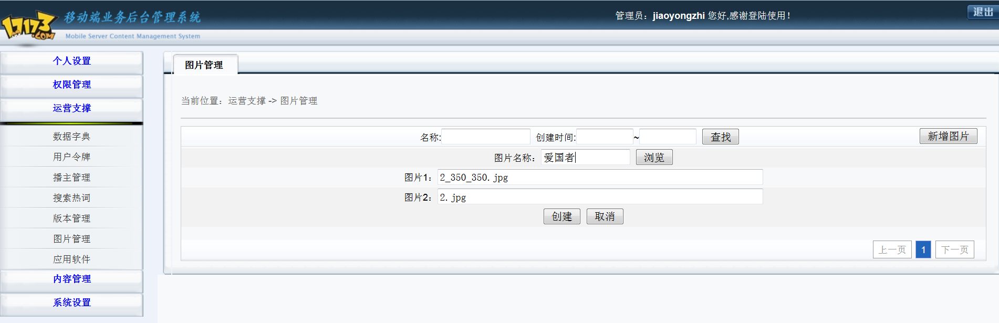 17173.COM
移动端业务后台管理系统
Mobile Server Content Management System
管理员：jiaoyongzhi 您好,感谢登陆使用！
退出
个人设置
权限管理
运营支撑
数据字典
用户令牌
播主管理
搜索热词
版本管理
图片管理
应用软件
内容管理
系统设置
图片管理
当前位置：运营支撑 -> 图片管理
名称: 创建时间: ~ 查找 新增图片
图片名称： 爱国者 浏览
图片1： 2_350_350.jpg
图片2： 2.jpg
创建 取消
上一页 1 下一页